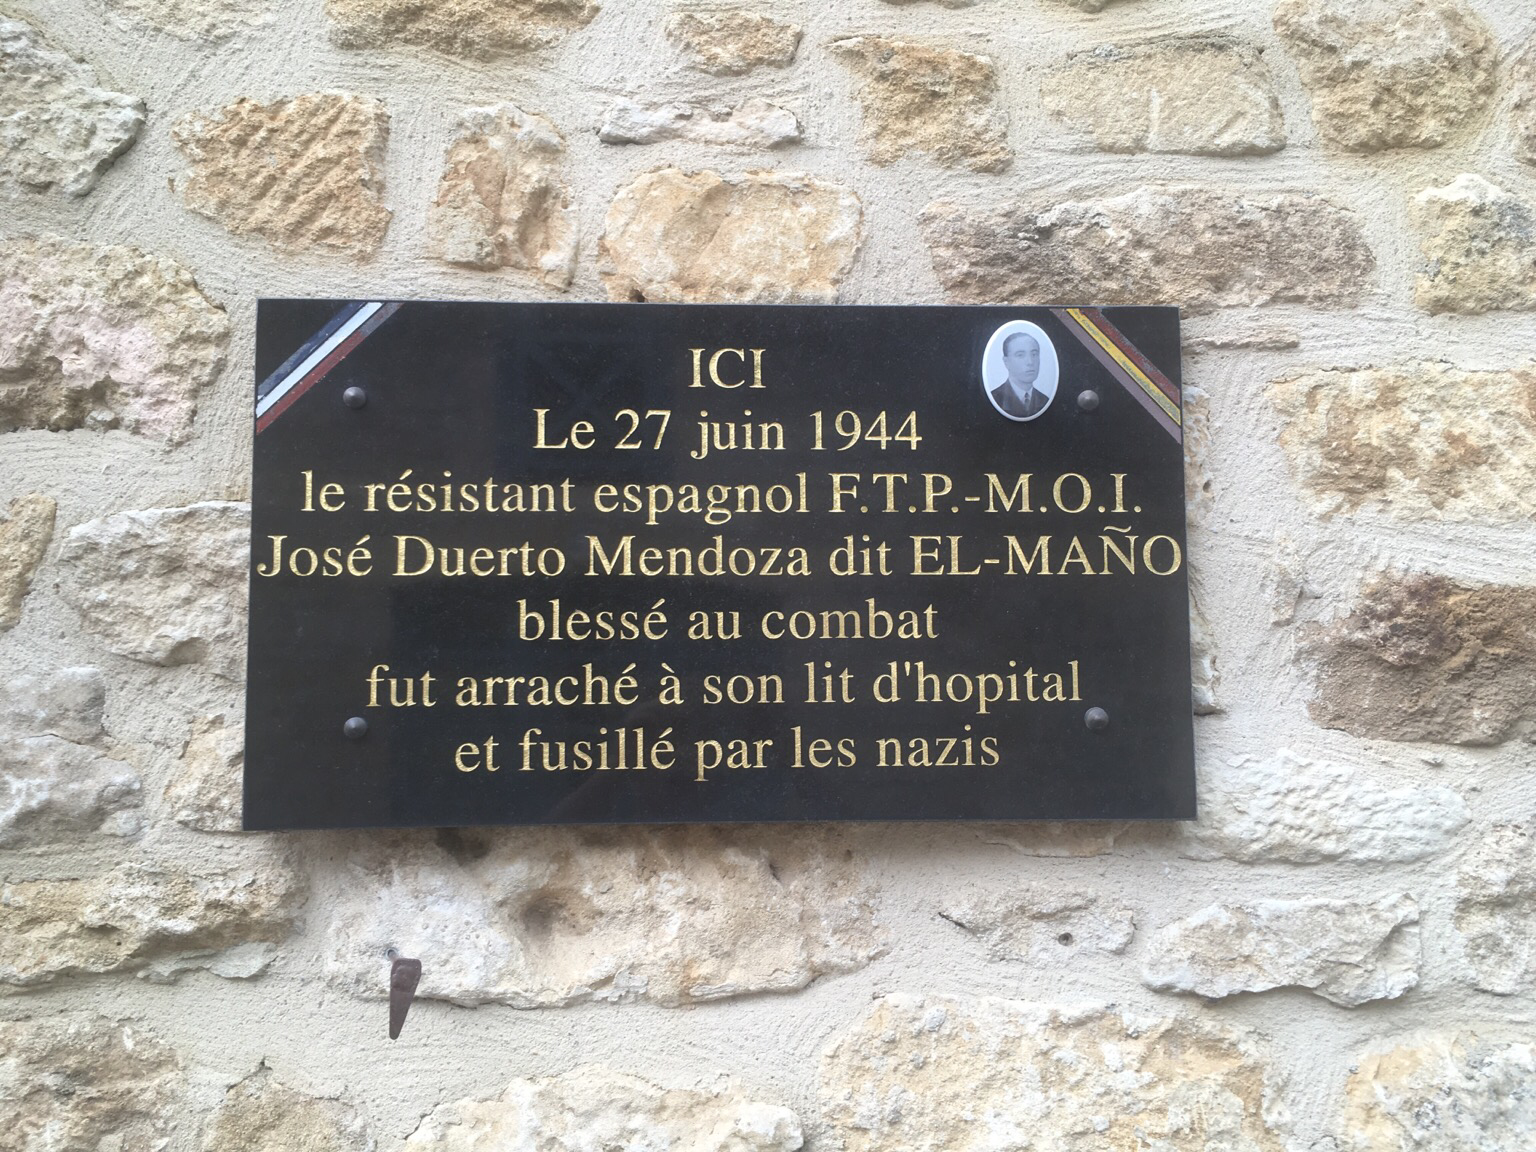 ICI
Le 27 juin 1944
le résistant espagnol F.T.P.-M.O.I.
José Duerto Mendoza dit EL-MAÑO
blessé au combat
fut arraché à son lit d'hopital
et fusillé par les nazis